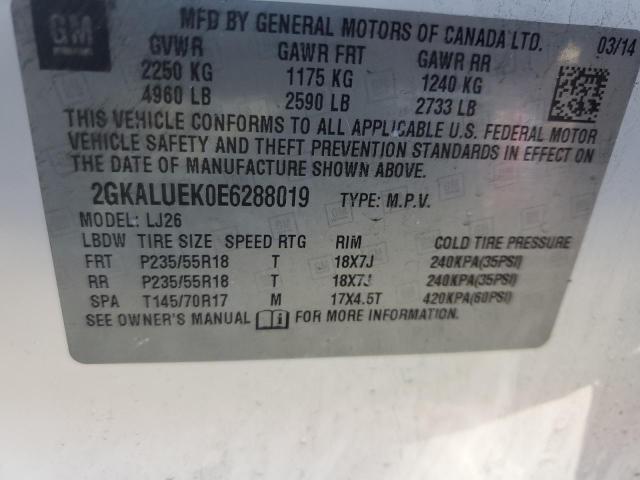 GM
MFD BY GENERAL MOTORS OF CANADA LTD. 03/14
GVWR GAWR FRT GAWR RR
2250 KG 1175 KG 1240 KG
4960 LB 2590 LB 2733 LB
THIS VEHICLE CONFORMS TO ALL APPLICABLE U.S. FEDERAL MOTOR
VEHICLE SAFETY AND THEFT PREVENTION STANDARDS IN EFFECT ON
THE DATE OF MANUFACTURE SHOWN ABOVE.
2GKALUEK0E6288019 TYPE: M.P.V.
MODEL: LJ26
LBDW TIRE SIZE SPEED RTG RIM COLD TIRE PRESSURE
FRT P235/55R18 T 18X7J 240KPA(35PSI)
RR P235/55R18 T 18X7J 240KPA(35PSI)
SPA T145/70R17 M 17X4.5T 420KPA(60PSI)
SEE OWNER'S MANUAL i FOR MORE INFORMATION.